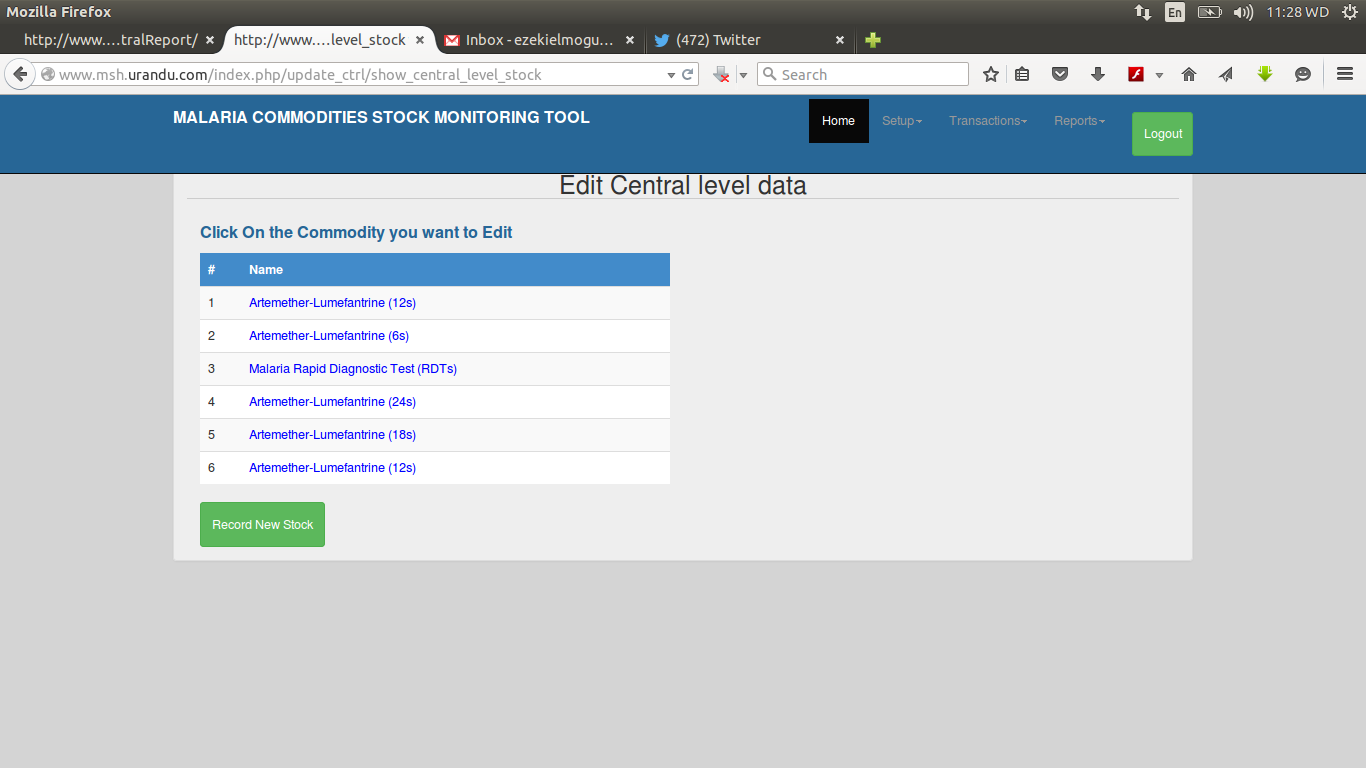 Mozilla Firefox En 11:28 WD
http://www.…tralReport/ http://www.…level_stock Inbox - ezekielmogu… (472) Twitter
www.msh.urandu.com/index.php/update_ctrl/show_central_level_stock Search
MALARIA COMMODITIES STOCK MONITORING TOOL Home Setup Transactions Reports Logout
Edit Central level data
Click On the Commodity you want to Edit
# Name
1 Artemether-Lumefantrine (12s)
2 Artemether-Lumefantrine (6s)
3 Malaria Rapid Diagnostic Test (RDTs)
4 Artemether-Lumefantrine (24s)
5 Artemether-Lumefantrine (18s)
6 Artemether-Lumefantrine (12s)
Record New Stock